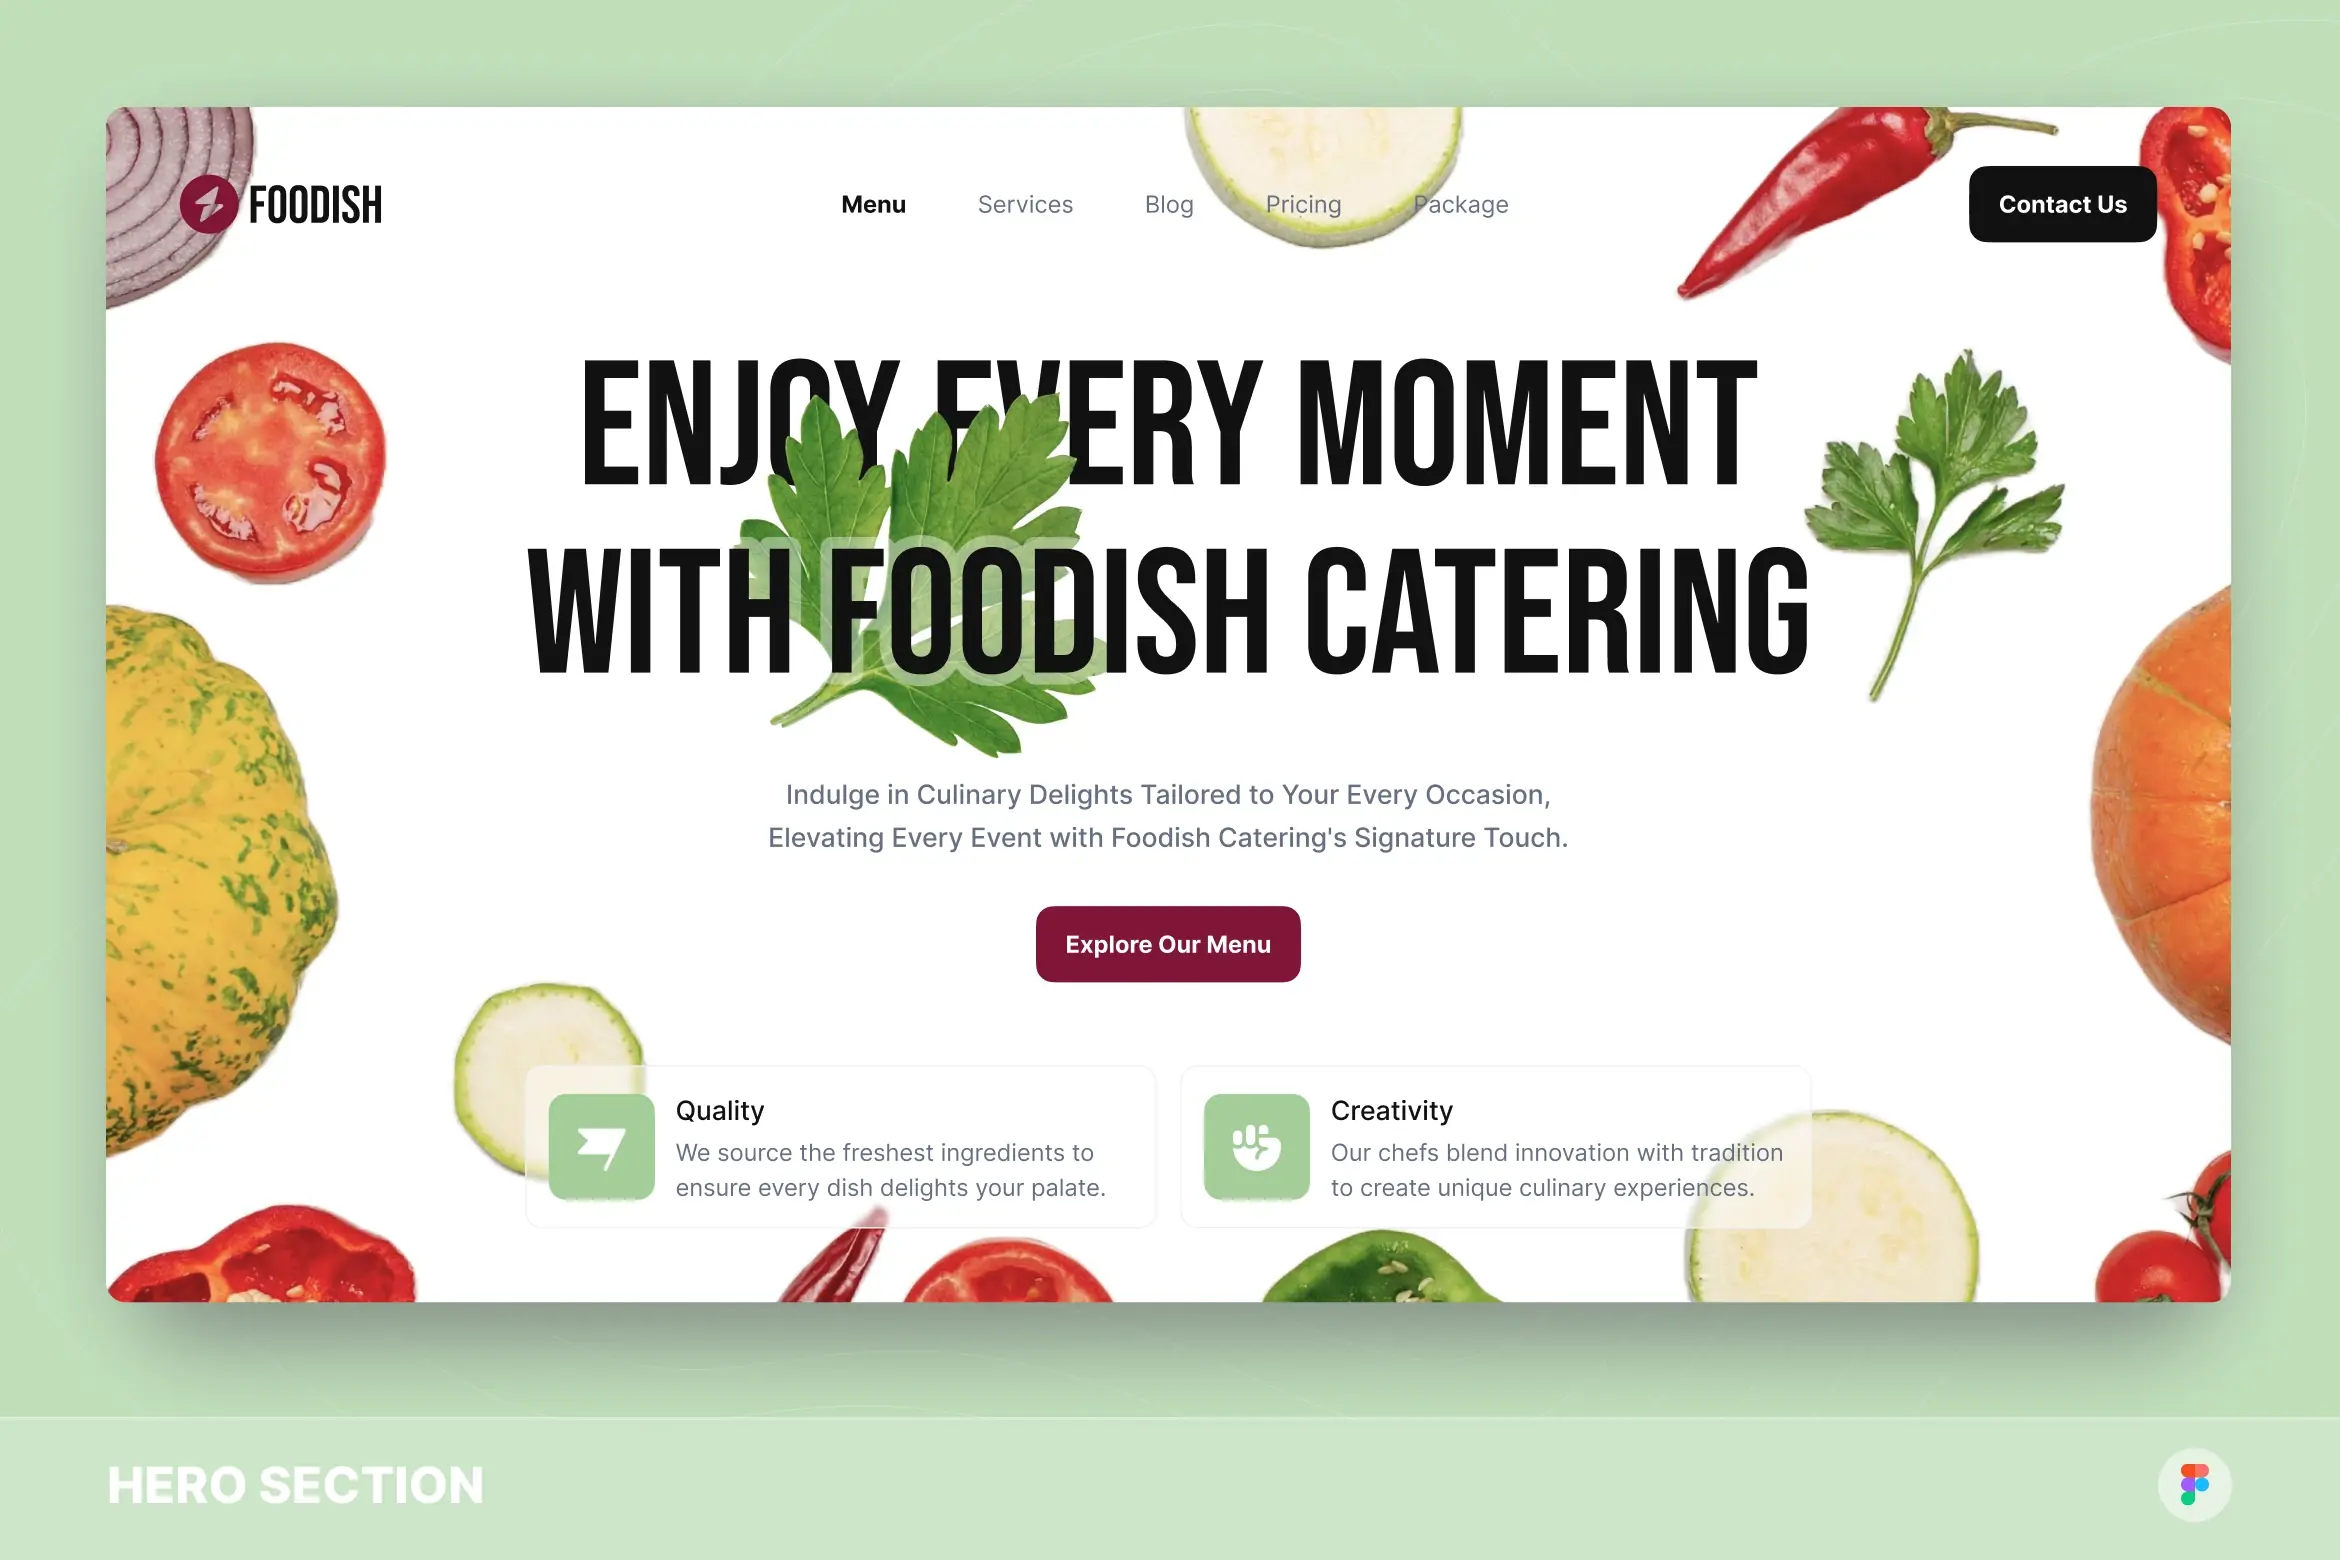 FOODISH
Menu Services Blog Pricing Package
Contact Us
ENJOY EVERY MOMENT
WITH FOODISH CATERING
Indulge in Culinary Delights Tailored to Your Every Occasion,
Elevating Every Event with Foodish Catering's Signature Touch.
Explore Our Menu
Quality
We source the freshest ingredients to
ensure every dish delights your palate.
Creativity
Our chefs blend innovation with tradition
to create unique culinary experiences.
HERO SECTION